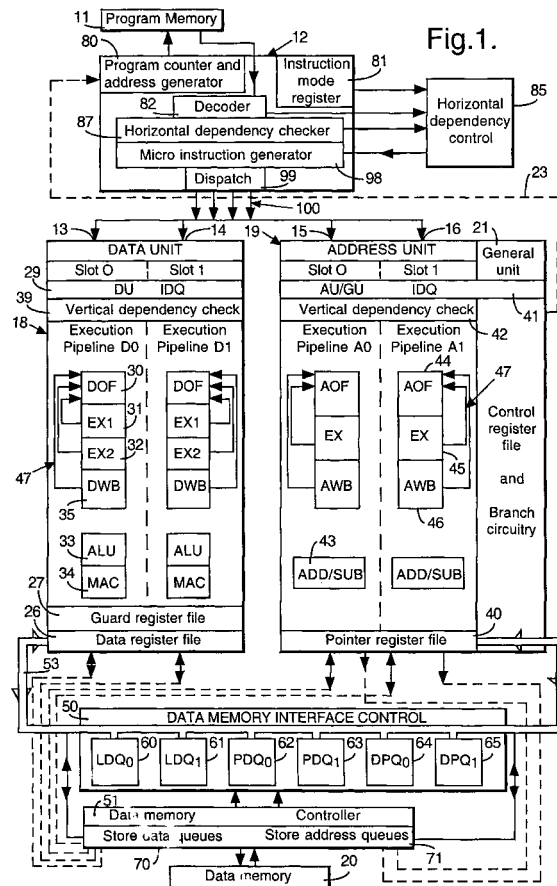 Fig.1.
Program Memory
11
80
12
Program counter and
address generator
Instruction
mode
register
81
82
Decoder
87
Horizontal dependency checker
Micro instruction generator
Dispatch
99
98
100
Horizontal
dependency
control
85
23
13
14
15
16
19
21
DATA UNIT
Slot O
Slot 1
29
DU
IDQ
39
Vertical dependency check
18
Execution
Pipeline D0
Execution
Pipeline D1
DOF
30
EX1
31
EX2
32
DWB
35
47
DOF
EX1
EX2
DWB
33
ALU
34
MAC
ALU
MAC
27
Guard register file
26
Data register file
53
ADDRESS UNIT
General
unit
Slot O
Slot 1
AU/GU
IDQ
41
Vertical dependency check
42
Execution
Pipeline A0
Execution
Pipeline A1
44
AOF
EX
AWB
AOF
EX
AWB
47
45
46
Control
register
file
and
Branch
circuitry
43
ADD/SUB
ADD/SUB
Pointer register file
40
50
DATA MEMORY INTERFACE CONTROL
LDQ0
60
LDQ1
61
PDQ0
62
PDQ1
63
DPQ0
64
DPQ1
65
51
Data memory
Controller
Store data queues
Store address queues
70
71
Data memory
20